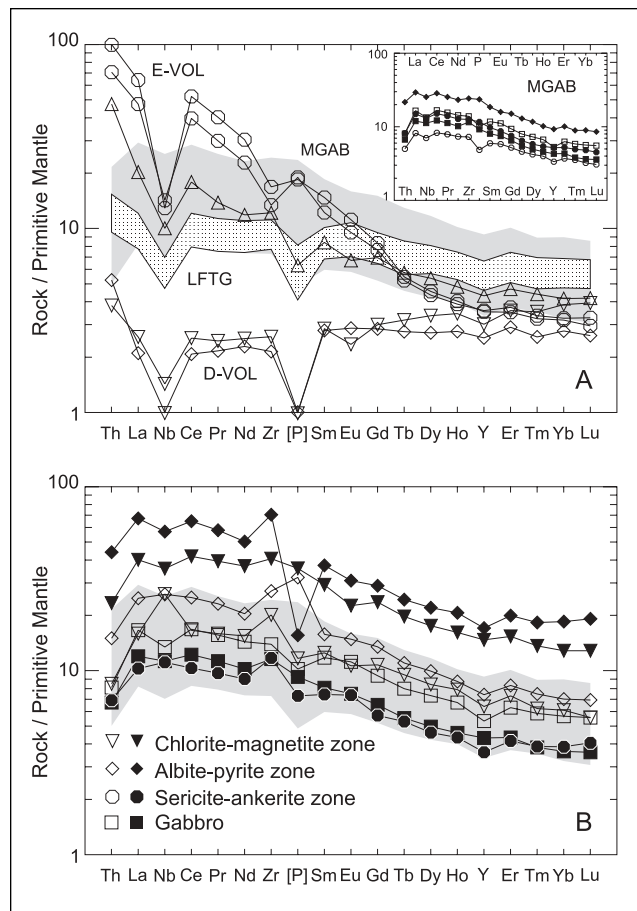 100
10
1
Rock / Primitive Mantle
E-VOL
MGAB
LFTG
D-VOL
A
La Ce Nd P Eu Tb Ho Er Yb
100
10
1
MGAB
Th Nb Pr Zr Sm Gd Dy Y Tm Lu
Th La Nb Ce Pr Nd Zr [P] Sm Eu Gd Tb Dy Ho Y Er Tm Yb Lu
100
10
1
Rock / Primitive Mantle
Chlorite-magnetite zone
Albite-pyrite zone
Sericite-ankerite zone
Gabbro
B
Th La Nb Ce Pr Nd Zr [P] Sm Eu Gd Tb Dy Ho Y Er Tm Yb Lu